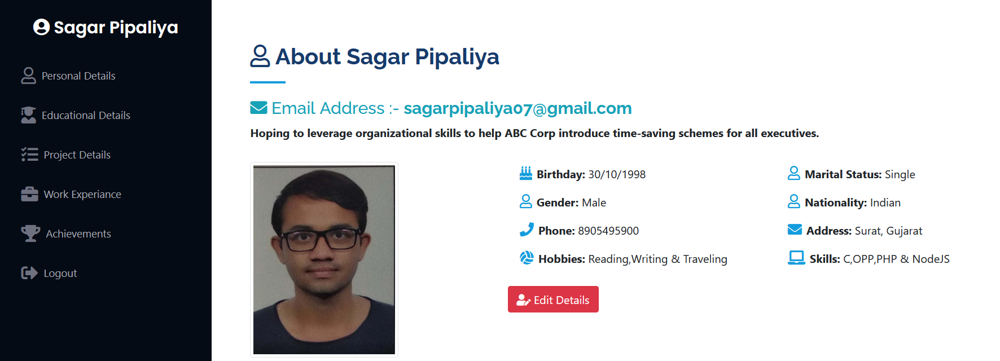 Sagar Pipaliya
Personal Details
Educational Details
Project Details
Work Experiance
Achievements
Logout
About Sagar Pipaliya
Email Address :- sagarpipaliya07@gmail.com
Hoping to leverage organizational skills to help ABC Corp introduce time-saving schemes for all executives.
Birthday: 30/10/1998
Gender: Male
Phone: 8905495900
Hobbies: Reading,Writing & Traveling
Marital Status: Single
Nationality: Indian
Address: Surat, Gujarat
Skills: C,OPP,PHP & NodeJS
Edit Details